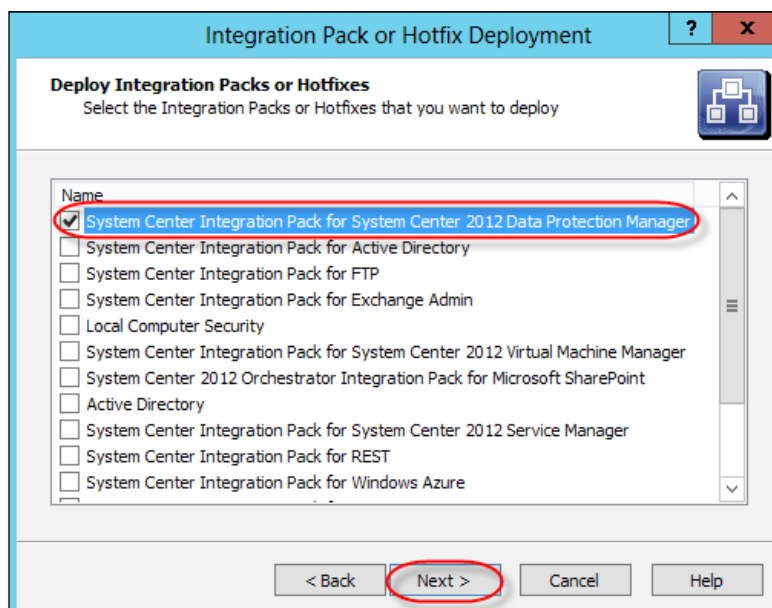 Integration Pack or Hotfix Deployment
? x
Deploy Integration Packs or Hotfixes
Select the Integration Packs or Hotfixes that you want to deploy
Name
System Center Integration Pack for System Center 2012 Data Protection Manager
System Center Integration Pack for Active Directory
System Center Integration Pack for FTP
System Center Integration Pack for Exchange Admin
Local Computer Security
System Center Integration Pack for System Center 2012 Virtual Machine Manager
System Center 2012 Orchestrator Integration Pack for Microsoft SharePoint
Active Directory
System Center Integration Pack for System Center 2012 Service Manager
System Center Integration Pack for REST
System Center Integration Pack for Windows Azure
< Back Next > Cancel Help